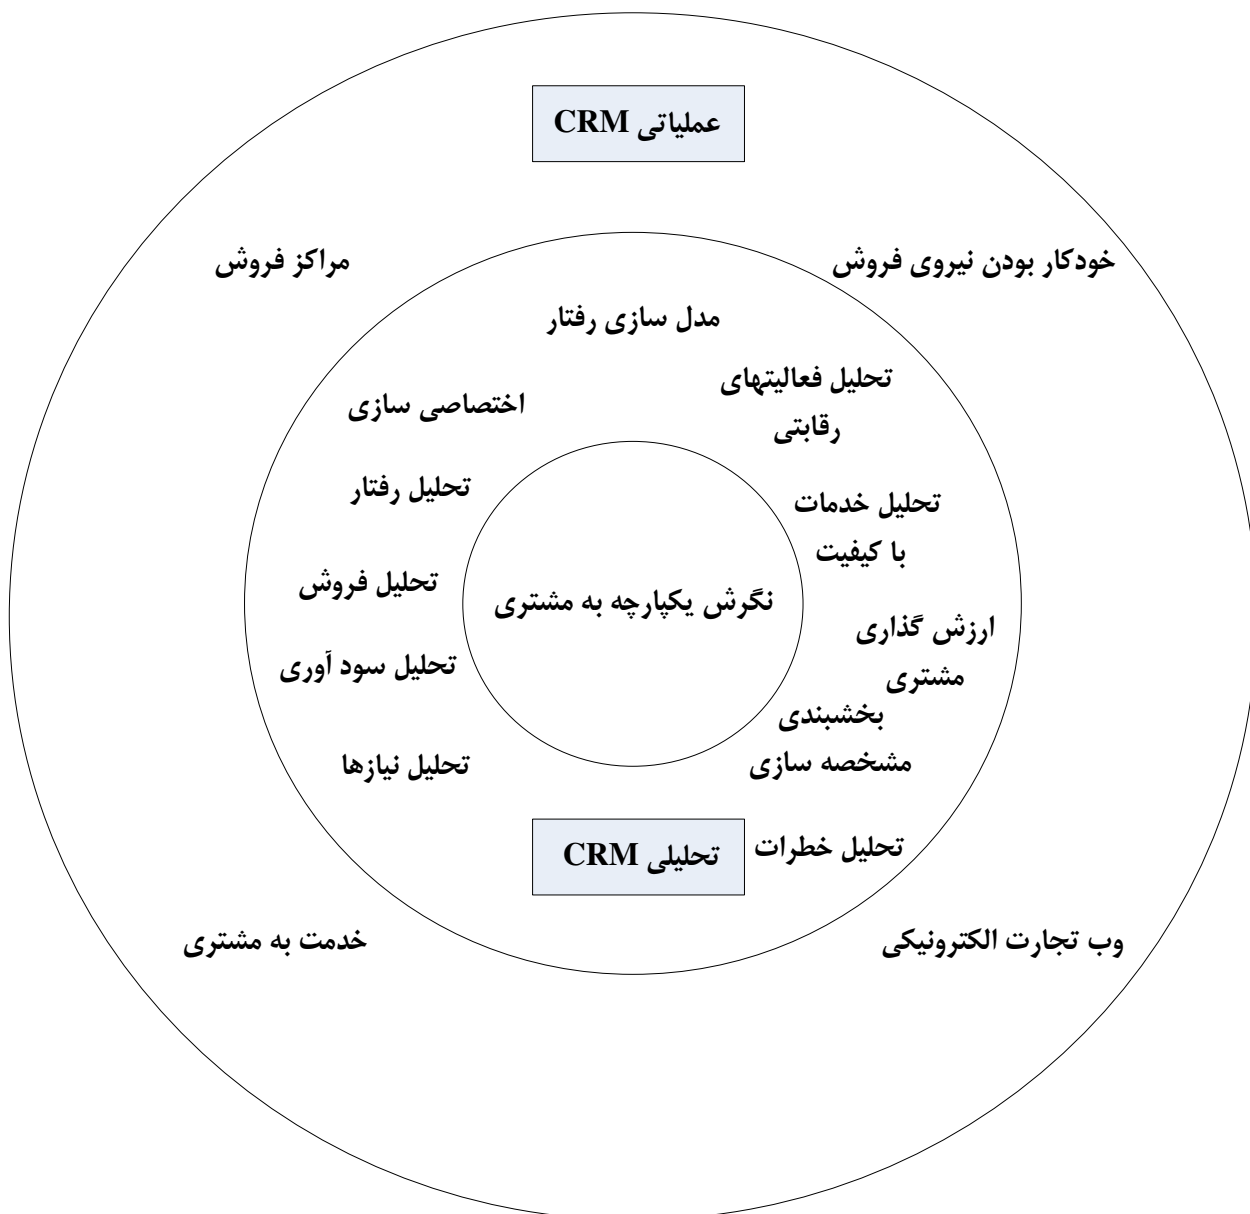 عملیاتی CRM
خودکار بودن نیروی فروش
مراکز فروش
مدل سازی رفتار
تحلیل فعالیتهای
رقابتی
اختصاصی سازی
تحلیل خدمات
با کیفیت
تحلیل رفتار
نگرش یکپارچه به مشتری
تحلیل فروش
ارزش گذاری
مشتری
تحلیل سود آوری
بخشبندی
مشخصه سازی
تحلیل نیازها
تحلیل خطرات
تحلیلی CRM
وب تجارت الکترونیکی
خدمت به مشتری